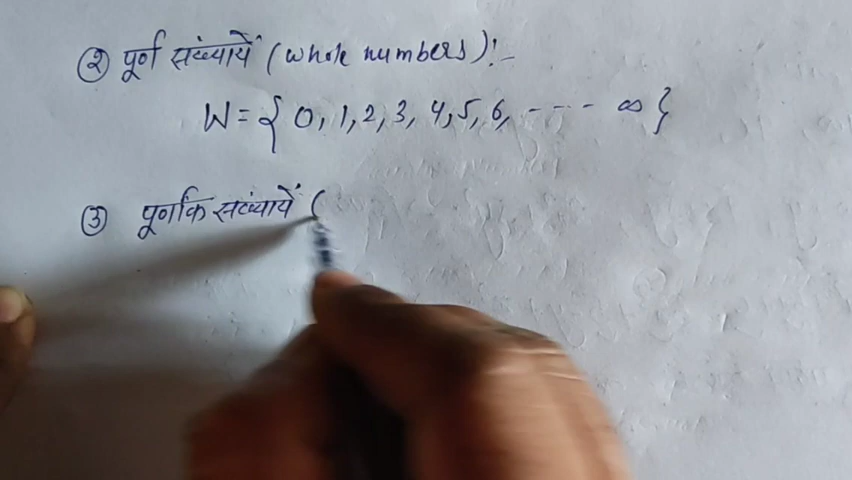 ② पूर्ण संख्यायें (whole numbers):-
W = { 0, 1, 2, 3, 4, 5, 6, ---- ∞ }
③ पूर्णांक संख्यायें (